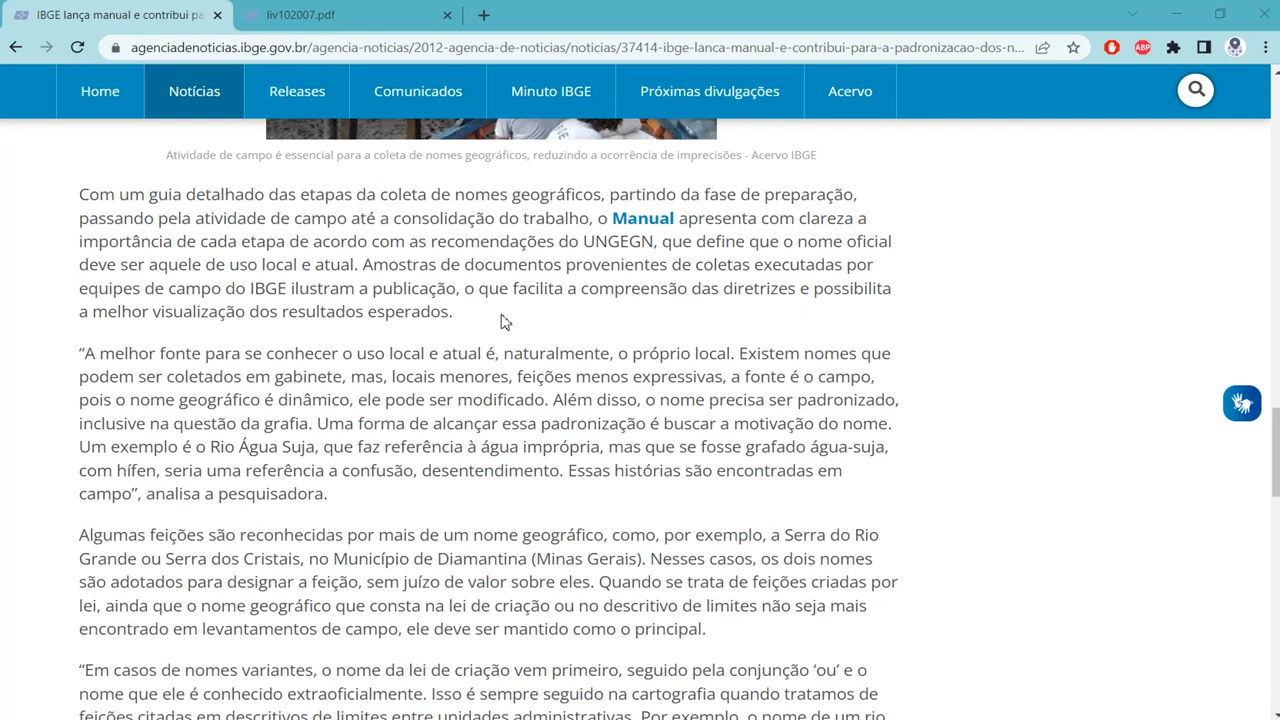 IBGE lança manual e contribui pa
liv102007.pdf
agenciadenoticias.ibge.gov.br/agencia-noticias/2012-agencia-de-noticias/noticias/37414-ibge-lanca-manual-e-contribui-para-a-padronizacao-dos-n...
ABP
Home Notícias Releases Comunicados Minuto IBGE Próximas divulgações Acervo
Atividade de campo é essencial para a coleta de nomes geográficos, reduzindo a ocorrência de imprecisões - Acervo IBGE
Com um guia detalhado das etapas da coleta de nomes geográficos, partindo da fase de preparação,
passando pela atividade de campo até a consolidação do trabalho, o Manual apresenta com clareza a
importância de cada etapa de acordo com as recomendações do UNGEGN, que define que o nome oficial
deve ser aquele de uso local e atual. Amostras de documentos provenientes de coletas executadas por
equipes de campo do IBGE ilustram a publicação, o que facilita a compreensão das diretrizes e possibilita
a melhor visualização dos resultados esperados.
“A melhor fonte para se conhecer o uso local e atual é, naturalmente, o próprio local. Existem nomes que
podem ser coletados em gabinete, mas, locais menores, feições menos expressivas, a fonte é o campo,
pois o nome geográfico é dinâmico, ele pode ser modificado. Além disso, o nome precisa ser padronizado,
inclusive na questão da grafia. Uma forma de alcançar essa padronização é buscar a motivação do nome.
Um exemplo é o Rio Água Suja, que faz referência à água imprópria, mas que se fosse grafado água-suja,
com hífen, seria uma referência a confusão, desentendimento. Essas histórias são encontradas em
campo”, analisa a pesquisadora.
Algumas feições são reconhecidas por mais de um nome geográfico, como, por exemplo, a Serra do Rio
Grande ou Serra dos Cristais, no Município de Diamantina (Minas Gerais). Nesses casos, os dois nomes
são adotados para designar a feição, sem juízo de valor sobre eles. Quando se trata de feições criadas por
lei, ainda que o nome geográfico que consta na lei de criação ou no descritivo de limites não seja mais
encontrado em levantamentos de campo, ele deve ser mantido como o principal.
“Em casos de nomes variantes, o nome da lei de criação vem primeiro, seguido pela conjunção ‘ou’ e o
nome que ele é conhecido extraoficialmente. Isso é sempre seguido na cartografia quando tratamos de
feições citadas em descritivos de limites entre unidades administrativas. Por exemplo, o nome de um rio